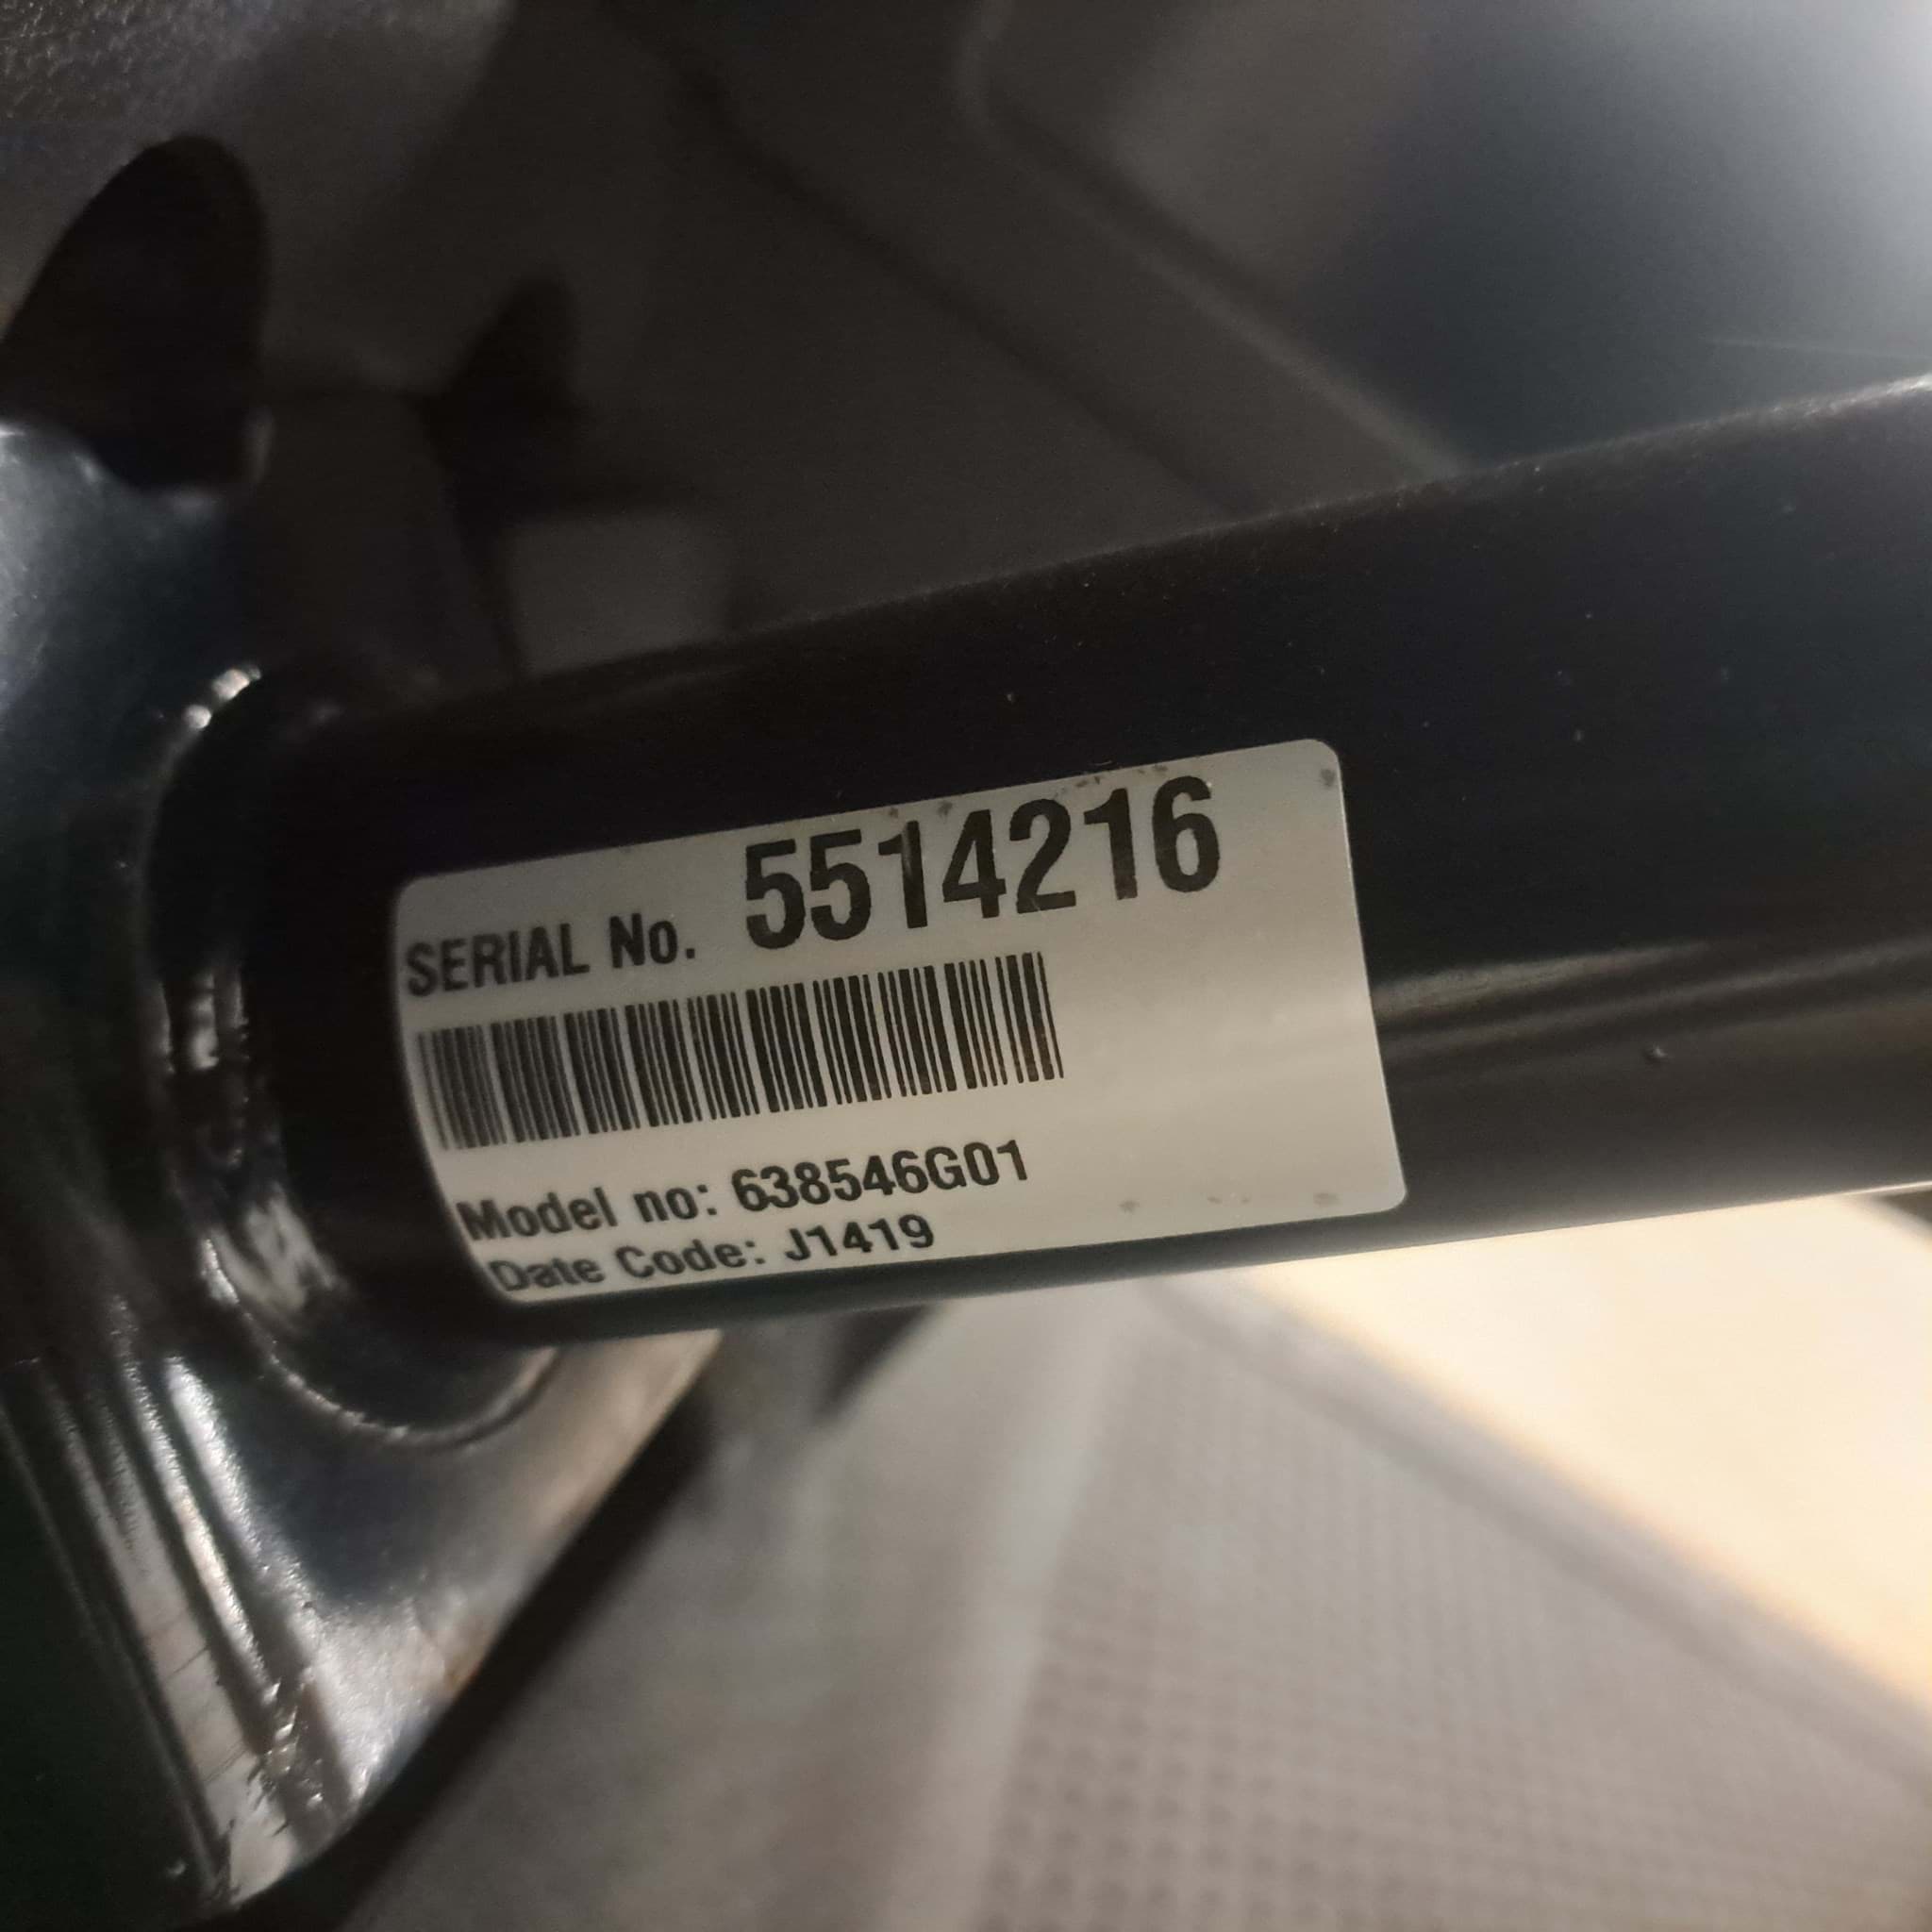 SERIAL No. 5514216
Model no: 638546G01
Date Code: J1419